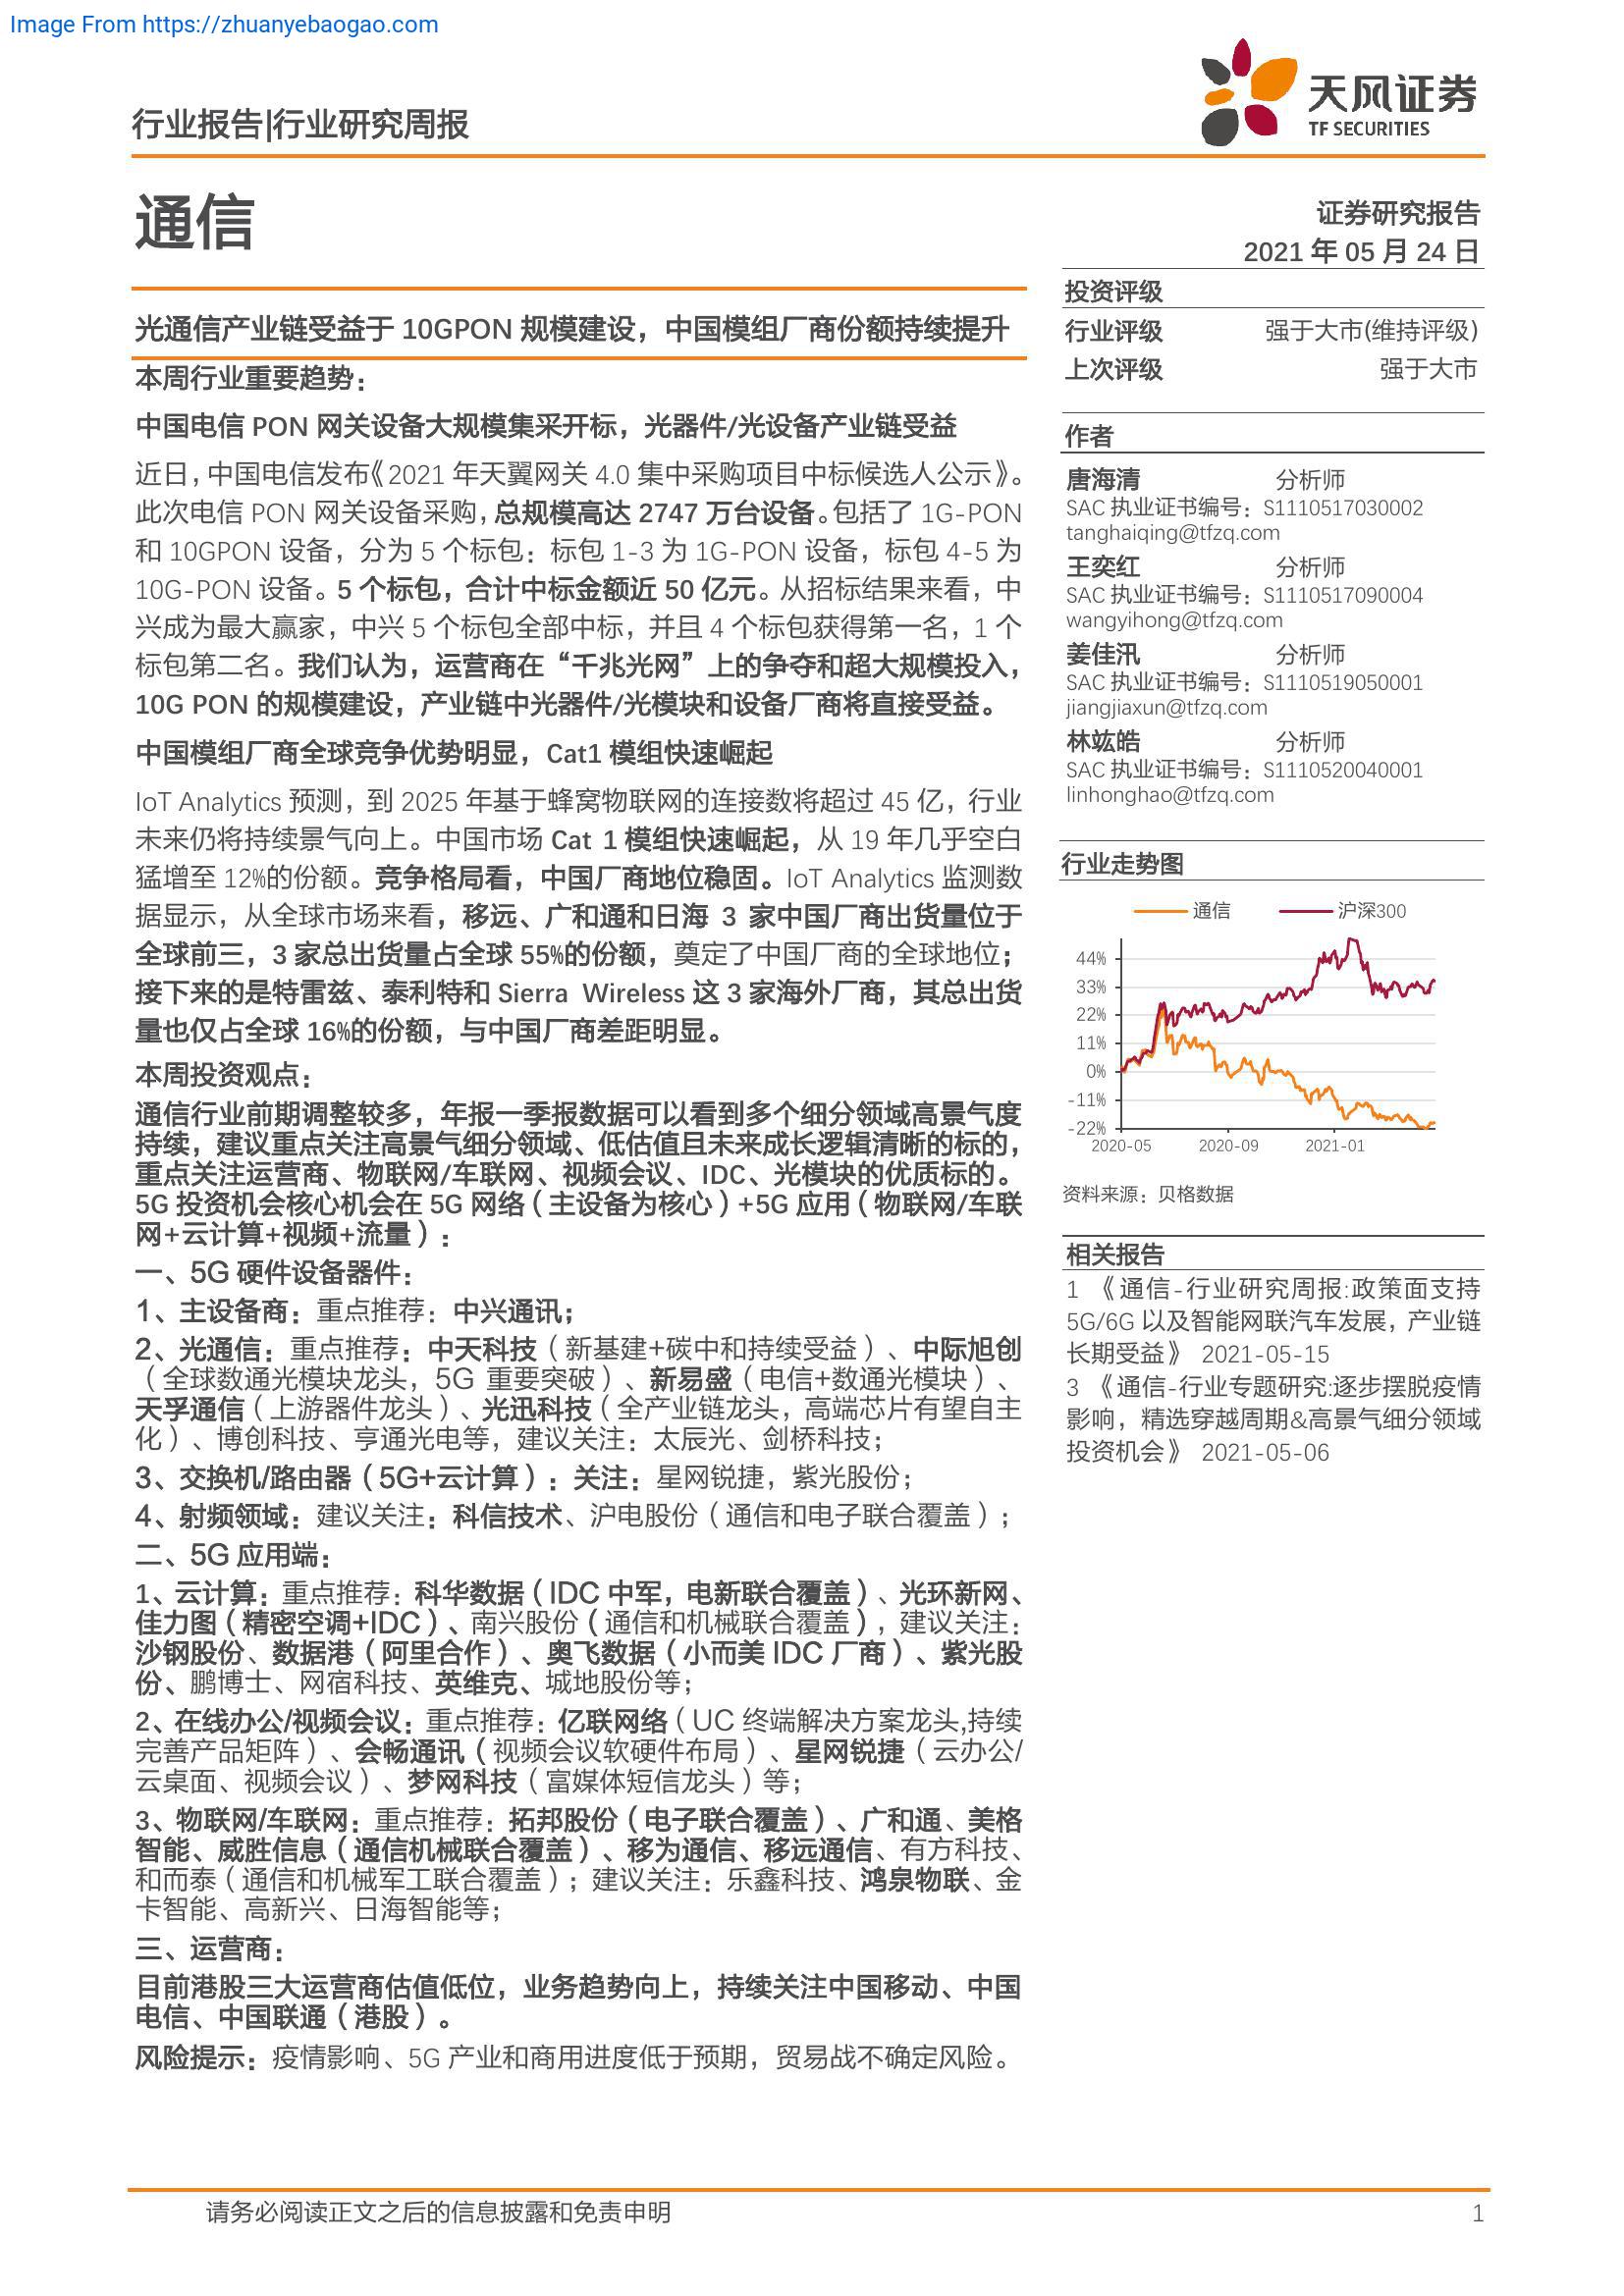 Image From https://zhuanyebaogao.com
行业报告|行业研究周报
天风证券
TF SECURITIES
通信
证券研究报告
2021 年 05 月 24 日
光通信产业链受益于 10GPON 规模建设，中国模组厂商份额持续提升
本周行业重要趋势：
中国电信 PON 网关设备大规模集采开标，光器件/光设备产业链受益
近日，中国电信发布《2021 年天翼网关 4.0 集中采购项目中标候选人公示》。
此次电信 PON 网关设备采购，总规模高达 2747 万台设备。包括了 1G-PON
和 10GPON 设备，分为 5 个标包：标包 1-3 为 1G-PON 设备，标包 4-5 为
10G-PON 设备。5 个标包，合计中标金额近 50 亿元。从招标结果来看，中
兴成为最大赢家，中兴 5 个标包全部中标，并且 4 个标包获得第一名，1 个
标包第二名。我们认为，运营商在“千兆光网”上的争夺和超大规模投入，
10G PON 的规模建设，产业链中光器件/光模块和设备厂商将直接受益。
中国模组厂商全球竞争优势明显，Cat1 模组快速崛起
IoT Analytics 预测，到 2025 年基于蜂窝物联网的连接数将超过 45 亿，行业
未来仍将持续景气向上。中国市场 Cat 1 模组快速崛起，从 19 年几乎空白
猛增至 12%的份额。竞争格局看，中国厂商地位稳固。IoT Analytics 监测数
据显示，从全球市场来看，移远、广和通和日海 3 家中国厂商出货量位于
全球前三，3 家总出货量占全球 55%的份额，奠定了中国厂商的全球地位；
接下来的是特雷兹、泰利特和 Sierra Wireless 这 3 家海外厂商，其总出货
量也仅占全球 16%的份额，与中国厂商差距明显。
本周投资观点：
通信行业前期调整较多，年报一季报数据可以看到多个细分领域高景气度
持续，建议重点关注高景气细分领域、低估值且未来成长逻辑清晰的标的，
重点关注运营商、物联网/车联网、视频会议、IDC、光模块的优质标的。
5G 投资机会核心机会在 5G 网络（主设备为核心）+5G 应用（物联网/车联
网+云计算+视频+流量）：
一、5G 硬件设备器件：
1、主设备商：重点推荐：中兴通讯；
2、光通信：重点推荐：中天科技（新基建+碳中和持续受益）、中际旭创
（全球数通光模块龙头，5G 重要突破）、新易盛（电信+数通光模块）、
天孚通信（上游器件龙头）、光迅科技（全产业链龙头，高端芯片有望自主
化）、博创科技、亨通光电等，建议关注：太辰光、剑桥科技；
3、交换机/路由器（5G+云计算）：关注：星网锐捷，紫光股份；
4、射频领域：建议关注：科信技术、沪电股份（通信和电子联合覆盖）；
二、5G 应用端：
1、云计算：重点推荐：科华数据（IDC 中军，电新联合覆盖）、光环新网、
佳力图（精密空调+IDC）、南兴股份（通信和机械联合覆盖），建议关注：
沙钢股份、数据港（阿里合作）、奥飞数据（小而美 IDC 厂商）、紫光股
份、鹏博士、网宿科技、英维克、城地股份等；
2、在线办公/视频会议：重点推荐：亿联网络（UC 终端解决方案龙头,持续
完善产品矩阵）、会畅通讯（视频会议软硬件布局）、星网锐捷（云办公/
云桌面、视频会议）、梦网科技（富媒体短信龙头）等；
3、物联网/车联网：重点推荐：拓邦股份（电子联合覆盖）、广和通、美格
智能、威胜信息（通信机械联合覆盖）、移为通信、移远通信、有方科技、
和而泰（通信和机械军工联合覆盖）；建议关注：乐鑫科技、鸿泉物联、金
卡智能、高新兴、日海智能等；
三、运营商：
目前港股三大运营商估值低位，业务趋势向上，持续关注中国移动、中国
电信、中国联通（港股）。
风险提示：疫情影响、5G 产业和商用进度低于预期，贸易战不确定风险。
投资评级
行业评级 强于大市(维持评级)
上次评级 强于大市
作者
唐海清 分析师
SAC 执业证书编号：S1110517030002
tanghaiqing@tfzq.com
王奕红 分析师
SAC 执业证书编号：S1110517090004
wangyihong@tfzq.com
姜佳汛 分析师
SAC 执业证书编号：S1110519050001
jiangjiaxun@tfzq.com
林竑皓 分析师
SAC 执业证书编号：S1110520040001
linhonghao@tfzq.com
行业走势图
通信 沪深300
44%
33%
22%
11%
0%
-11%
-22%
2020-05 2020-09 2021-01
资料来源：贝格数据
相关报告
1 《通信-行业研究周报:政策面支持
5G/6G 以及智能网联汽车发展，产业链
长期受益》 2021-05-15
3 《通信-行业专题研究:逐步摆脱疫情
影响，精选穿越周期&高景气细分领域
投资机会》 2021-05-06
请务必阅读正文之后的信息披露和免责申明
1